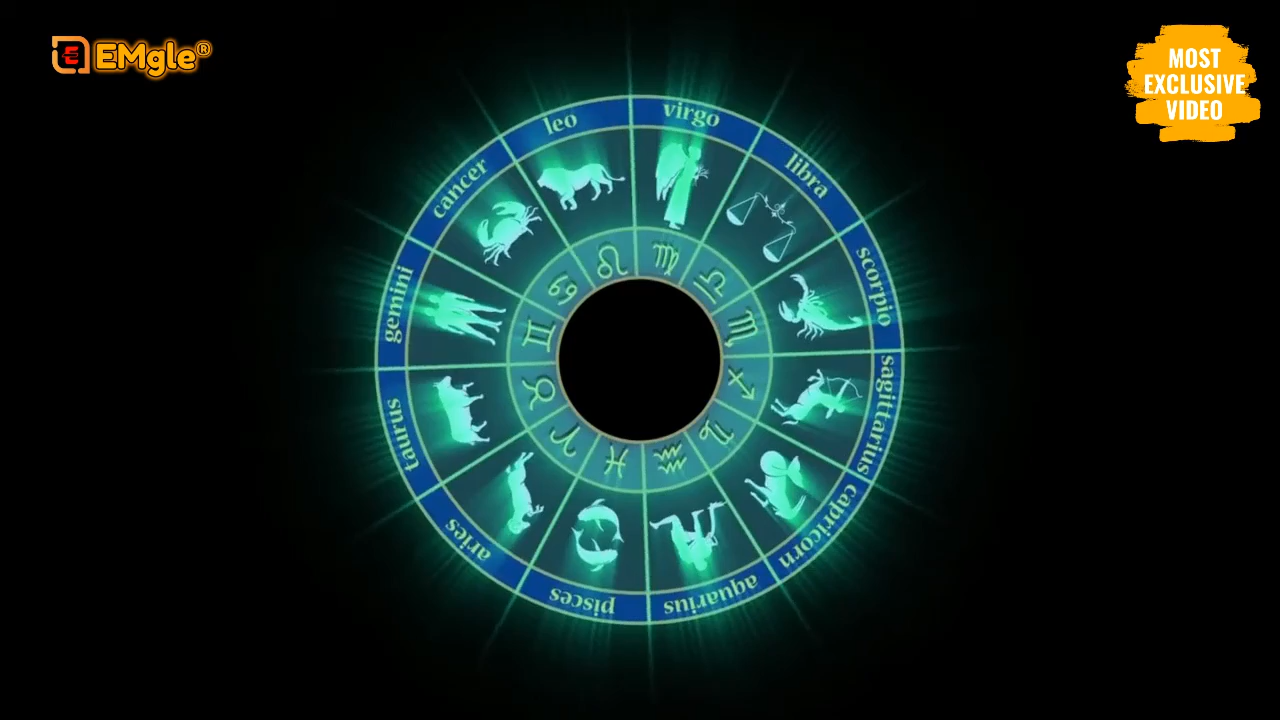 EMgle®
MOST
EXCLUSIVE
VIDEO
leo
virgo
cancer
libra
gemini
scorpio
taurus
sagittarius
aries
capricorn
pisces
aquarius